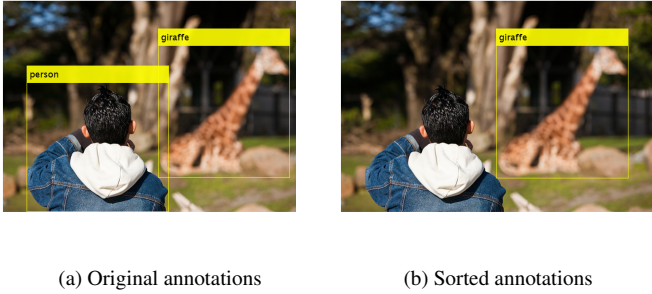 giraffe
person
giraffe
(a) Original annotations
(b) Sorted annotations